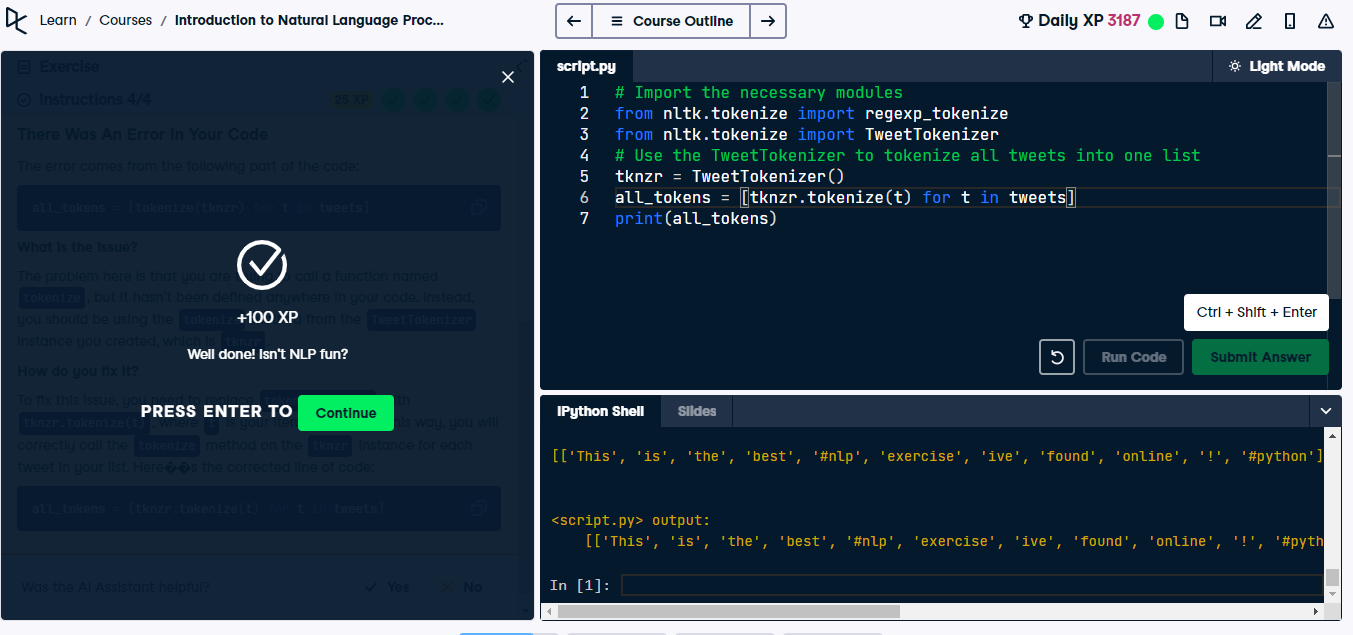 Learn / Courses / Introduction to Natural Language Proc...
Course Outline
Daily XP 3187
Exercise
Instructions 4/4
25 XP
There Was An Error In Your Code
The error comes from the following part of the code:
all_tokens = [tokenize(tknzr) for t in tweets]
What is the issue?
The problem here is that you are call a function named
tokenize, but it hasn't been defined anywhere in your code. Instead,
you should be using the tokenize from the TweetTokenizer
instance you created, which is tknzr.
How do you fix it?
To fix this issue, you need to replace
tknzr.tokenize(t), where t is your this way, you will
correctly call the tokenize method on the tknzr instance for each
tweet in your list. Here��s the corrected line of code:
all_tokens = [tknzr.tokenize(t) for t in tweets]
Was the AI Assistant helpful?
Yes
No
+100 XP
Well done! Isn't NLP fun?
PRESS ENTER TO Continue
script.py
Light Mode
1 # Import the necessary modules
2 from nltk.tokenize import regexp_tokenize
3 from nltk.tokenize import TweetTokenizer
4 # Use the TweetTokenizer to tokenize all tweets into one list
5 tknzr = TweetTokenizer()
6 all_tokens = [tknzr.tokenize(t) for t in tweets]
7 print(all_tokens)
Ctrl + Shift + Enter
Run Code
Submit Answer
IPython Shell
Slides
[['This', 'is', 'the', 'best', '#nlp', 'exercise', 'ive', 'found', 'online', '!', '#python']
<script.py> output:
[['This', 'is', 'the', 'best', '#nlp', 'exercise', 'ive', 'found', 'online', '!', '#pyth
In [1]: